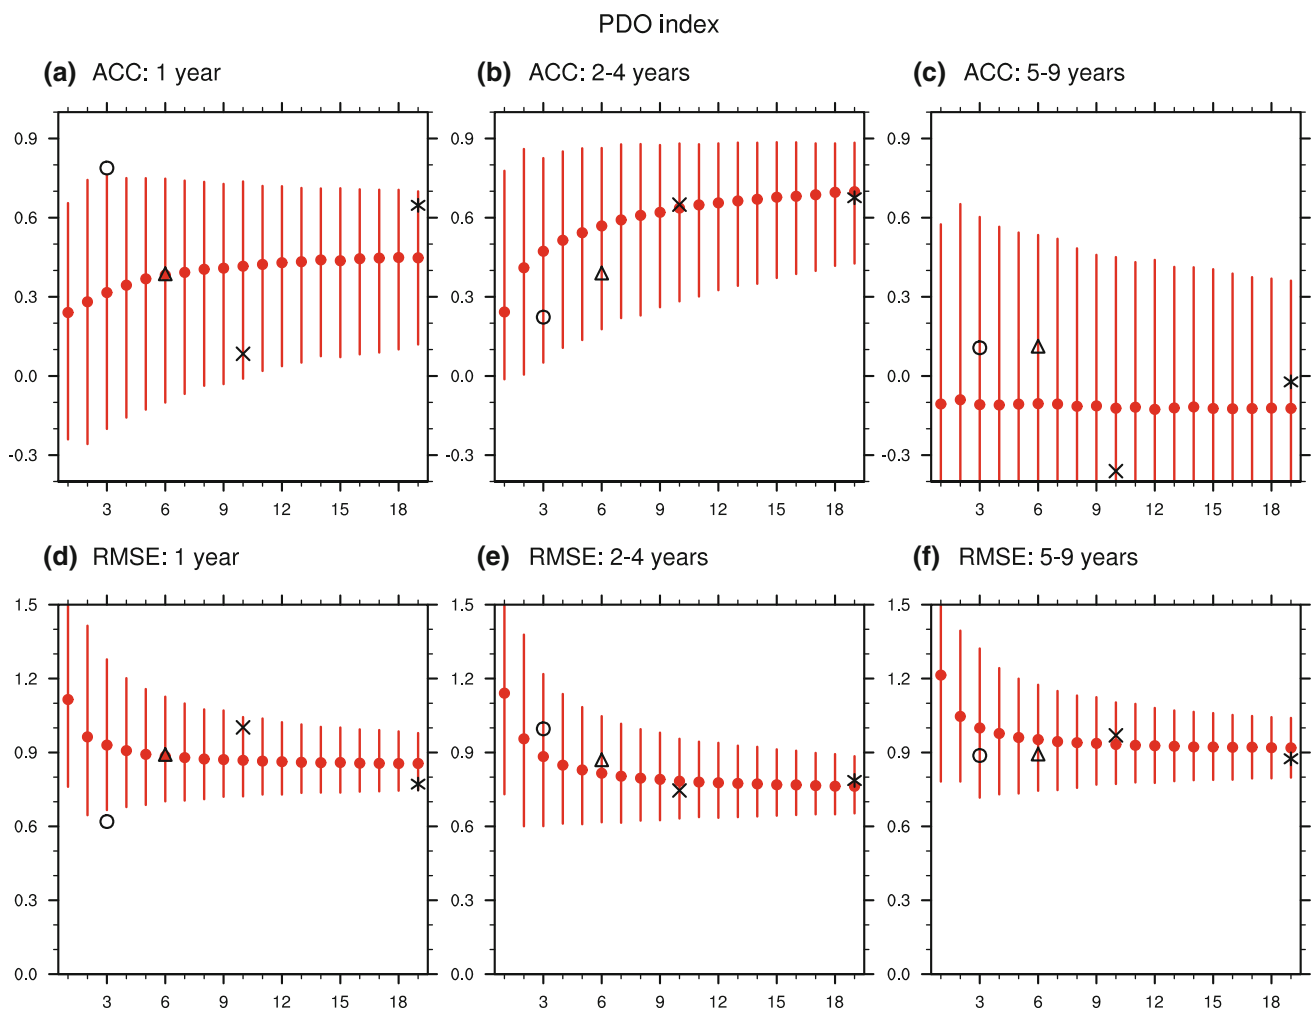 PDO index
(a) ACC: 1 year
(b) ACC: 2-4 years
(c) ACC: 5-9 years
0.9 0.9 0.9
0.6 0.6 0.6
0.3 0.3 0.3
0.0 0.0 0.0
-0.3 -0.3 -0.3
3 6 9 12 15 18 3 6 9 12 15 18 3 6 9 12 15 18
(d) RMSE: 1 year
(e) RMSE: 2-4 years
(f) RMSE: 5-9 years
1.5 1.5 1.5
1.2 1.2 1.2
0.9 0.9 0.9
0.6 0.6 0.6
0.3 0.3 0.3
0.0 0.0 0.0
3 6 9 12 15 18 3 6 9 12 15 18 3 6 9 12 15 18